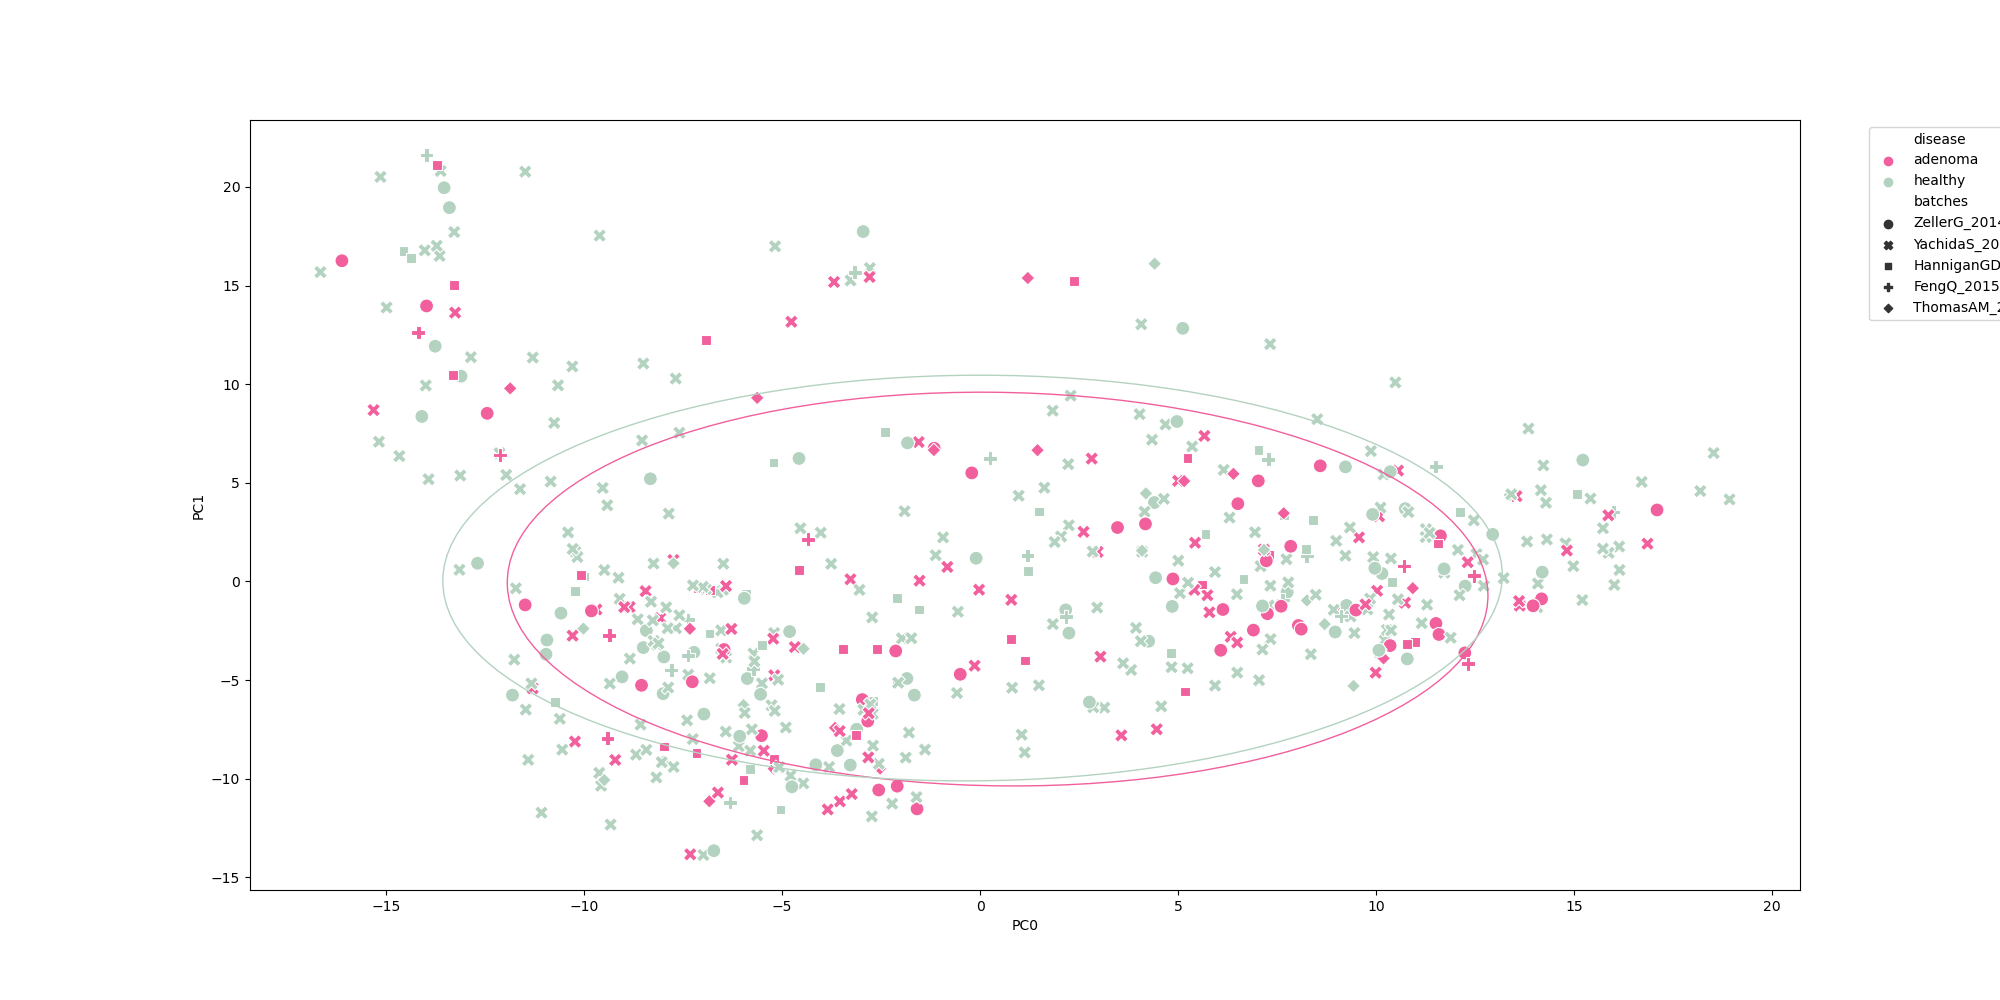 disease
adenoma
healthy
batches
ZellerG_2014
YachidaS_20
HanniganGD
FengQ_2015
ThomasAM_2
20
15
10
5
0
−5
−10
−15
PC1
−15 −10 −5 0 5 10 15 20
PC0